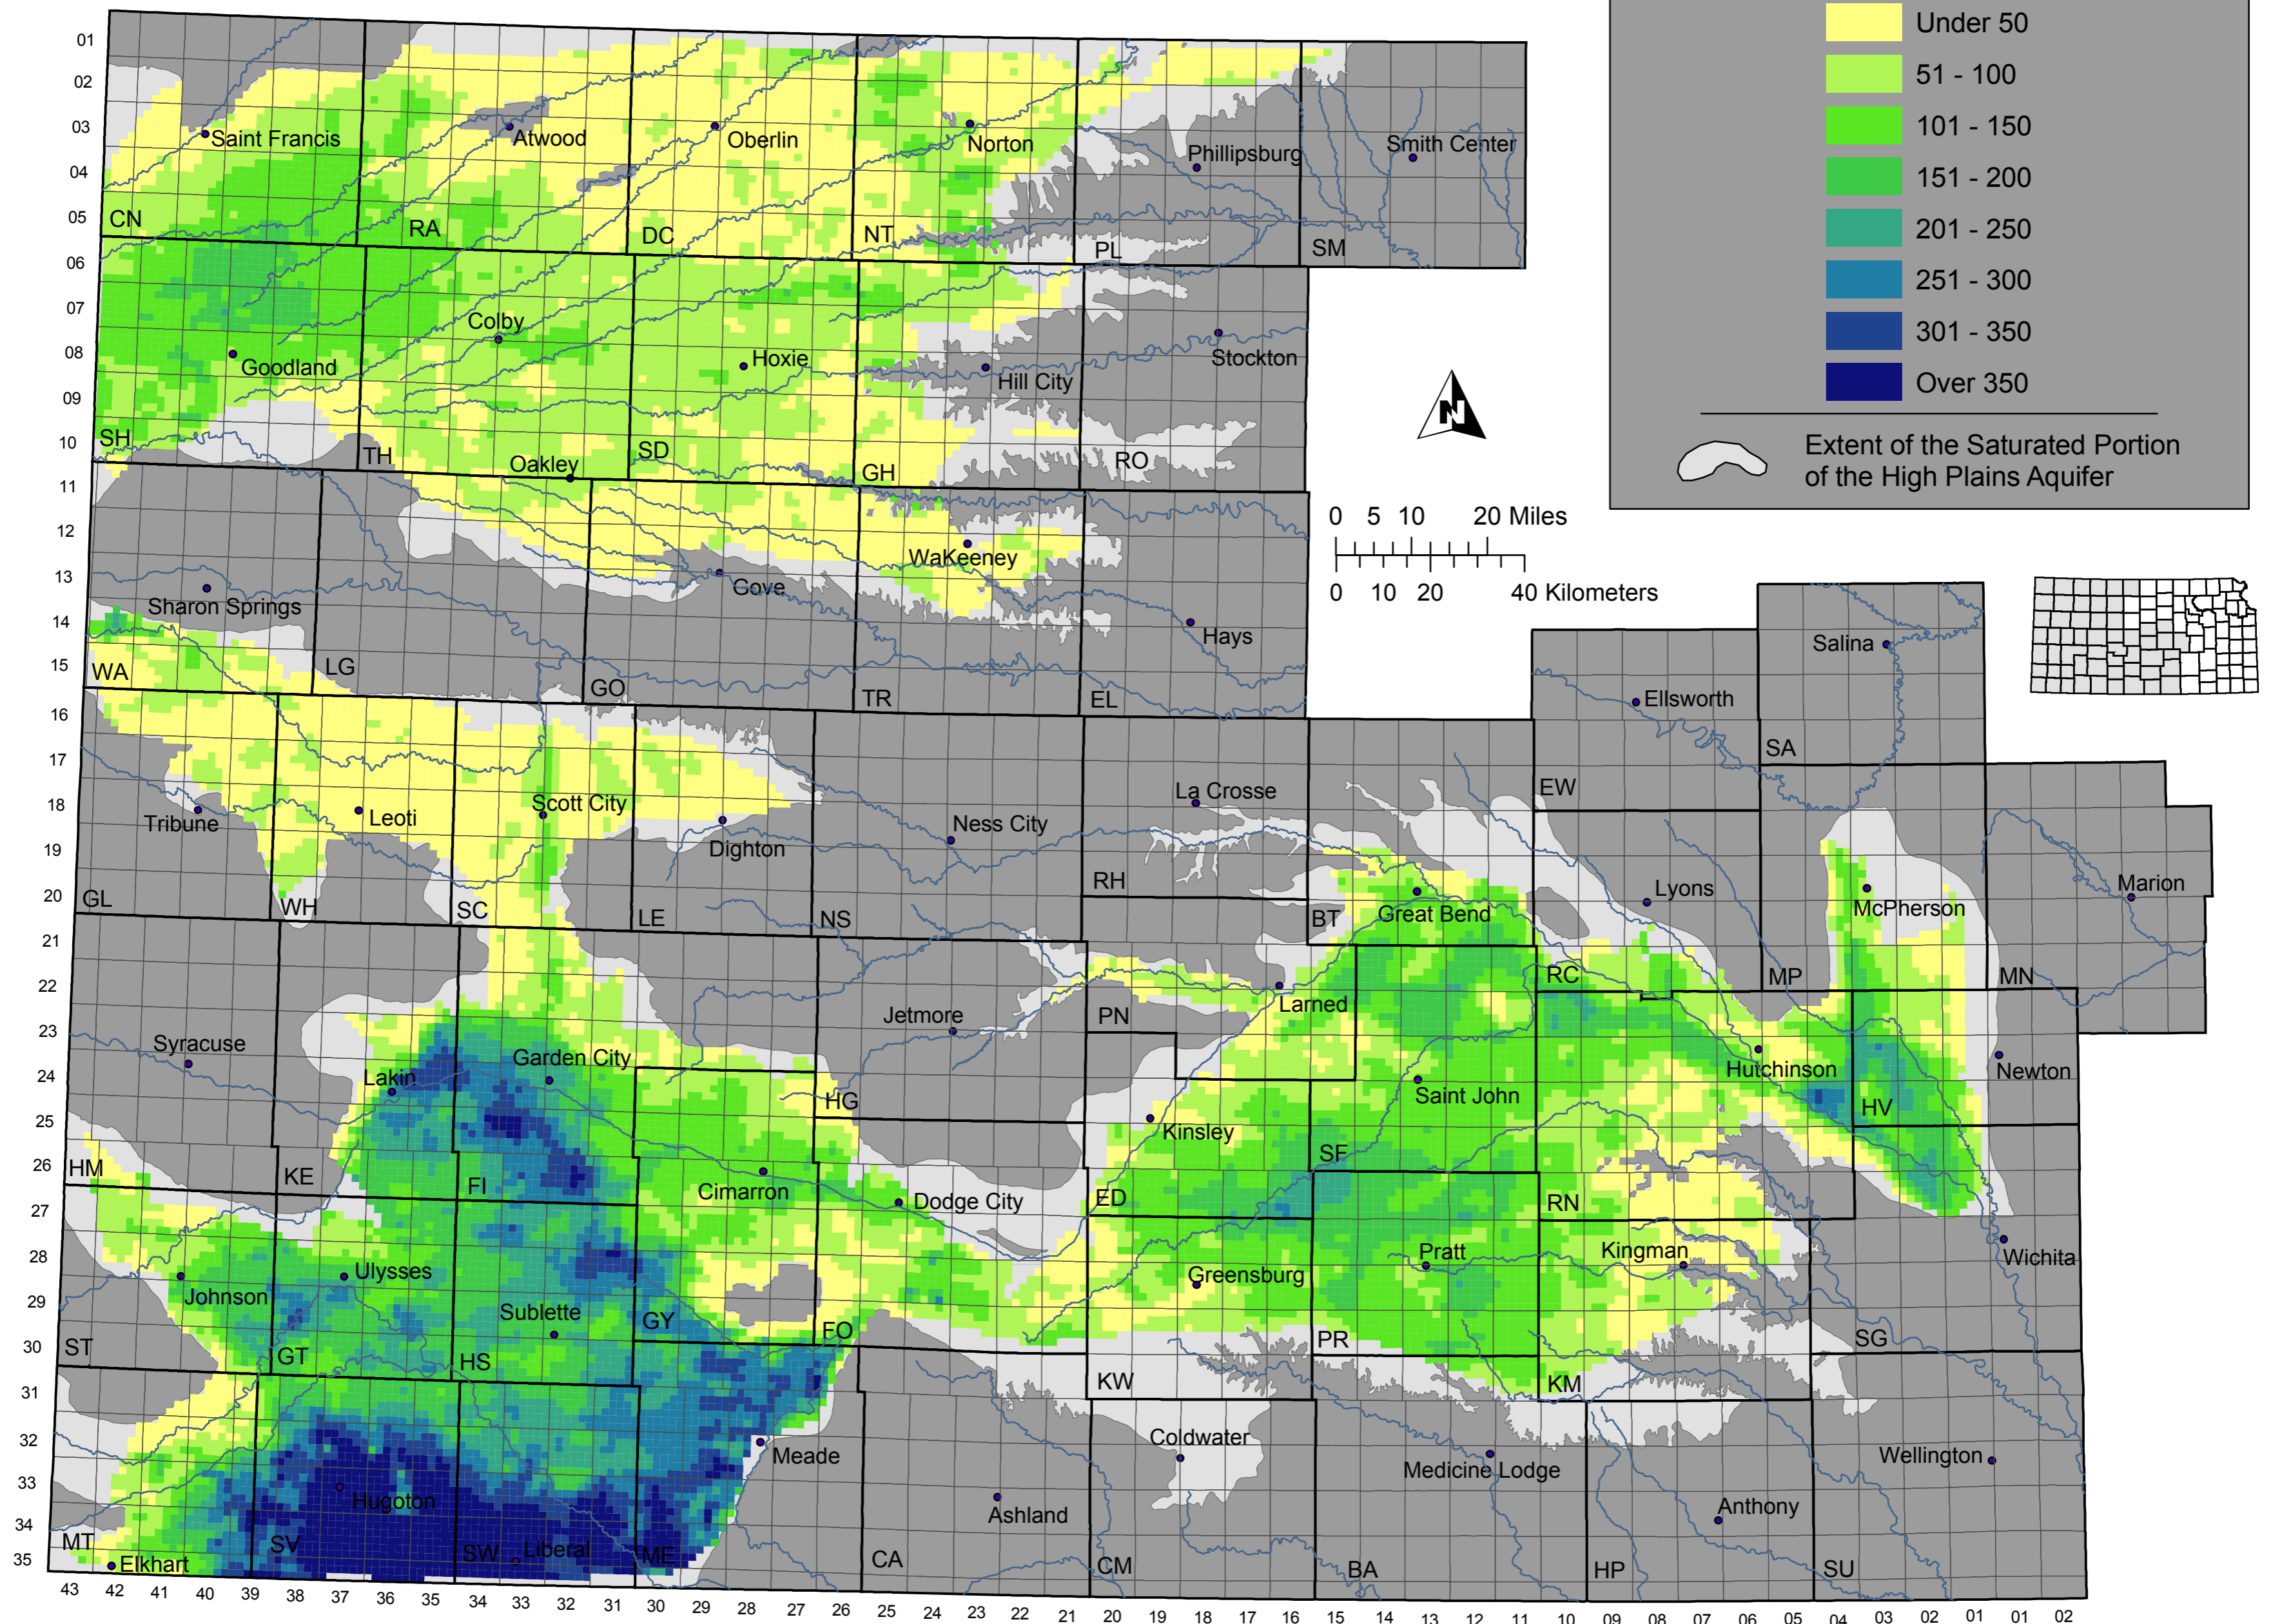 Under 50
51 - 100
101 - 150
151 - 200
201 - 250
251 - 300
301 - 350
Over 350
Extent of the Saturated Portion
of the High Plains Aquifer
N
0 5 10 20 Miles
0 10 20 40 Kilometers
01
02
03
04
05
06
07
08
09
10
11
12
13
14
15
16
17
18
19
20
21
22
23
24
25
26
27
28
29
30
31
32
33
34
35
Saint Francis
Atwood
Oberlin
Norton
Phillipsburg
Smith Center
CN
RA
DC
NT
PL
SM
Colby
Goodland
Hoxie
Hill City
Stockton
SH
TH
Oakley
SD
GH
RO
WaKeeney
Gove
Sharon Springs
Hays
WA
LG
GO
TR
EL
Salina
Ellsworth
SA
EW
Tribune
Leoti
Scott City
Dighton
Ness City
La Crosse
Lyons
Great Bend
McPherson
Marion
GL
WH
SC
LE
NS
RH
BT
RC
MP
MN
Syracuse
Lakin
Garden City
Jetmore
Larned
PN
Saint John
Hutchinson
Newton
HG
HV
Kinsley
SF
HM
KE
FI
Cimarron
Dodge City
ED
RN
Johnson
Ulysses
Sublette
Greensburg
Pratt
Kingman
Wichita
ST
GT
HS
GY
FO
KW
PR
KM
SG
Meade
Coldwater
Medicine Lodge
Wellington
Hugoton
Ashland
Anthony
MT
Elkhart
SV
SW
Liberal
ME
CA
CM
BA
HP
SU
43 42 41 40 39 38 37 36 35 34 33 32 31 30 29 28 27 26 25 24 23 22 21 20 19 18 17 16 15 14 13 12 11 10 09 08 07 06 05 04 03 02 01 01 02